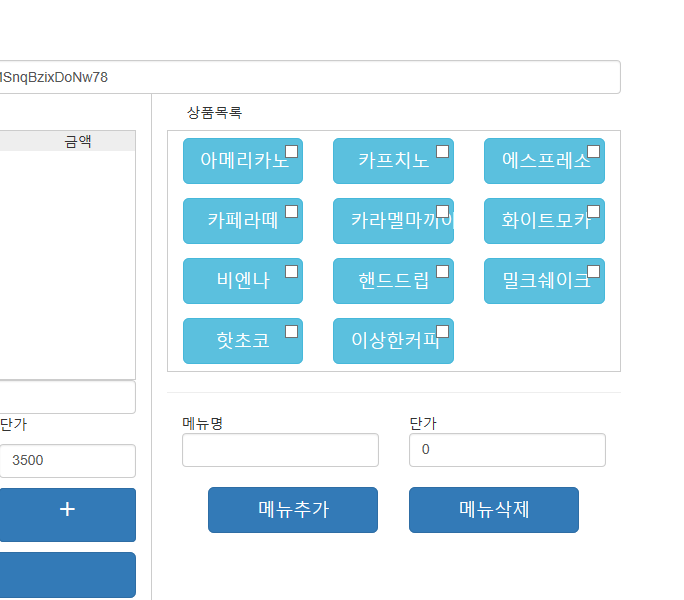 MSnqBzixDoNw78
상품목록
금액
아메리카노 카프치노 에스프레소
카페라떼 카라멜마끼아 화이트모카
비엔나 핸드드립 밀크쉐이크
핫초코 이상한커피
단가
3500
+
메뉴명 단가
0
메뉴추가 메뉴삭제